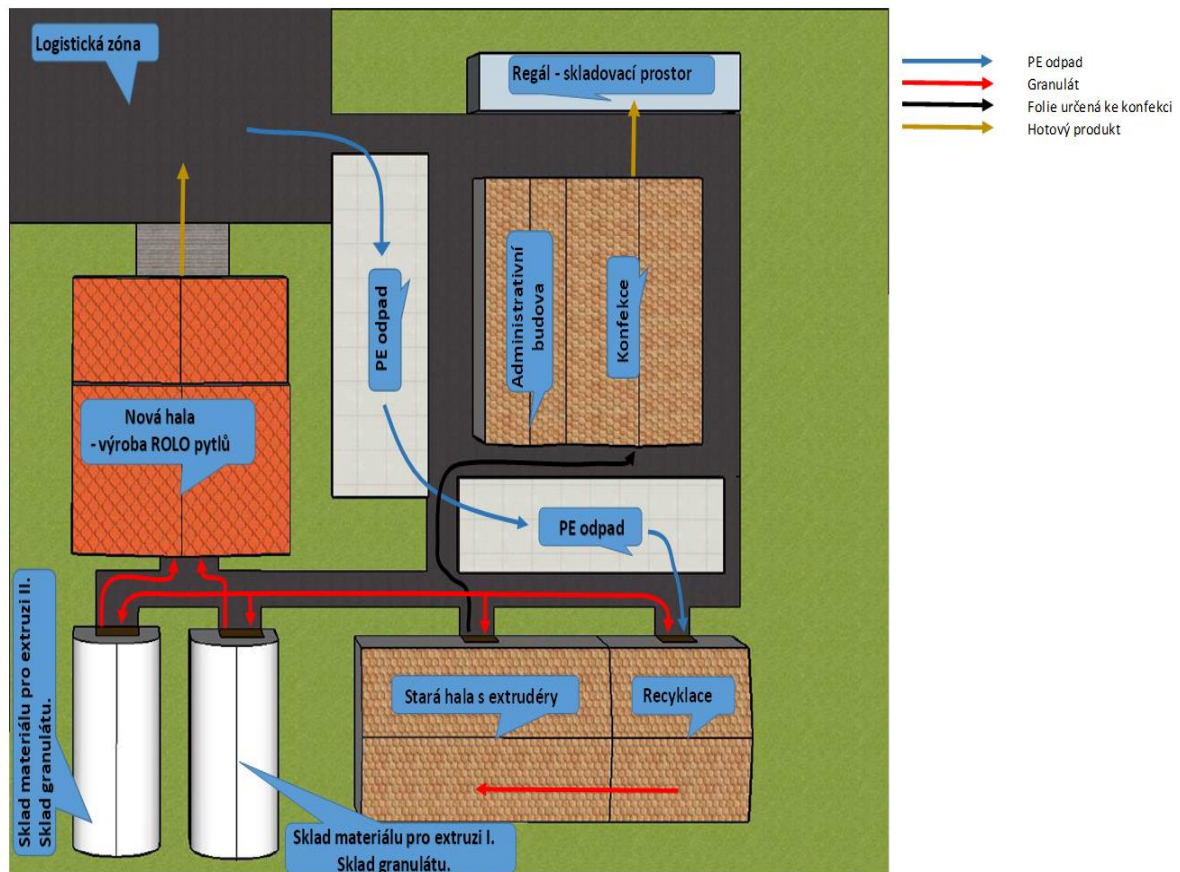 Logistická zóna
Regál - skladovací prostor
PE odpad
Granulát
Folie určená ke konfekci
Hotový produkt
PE odpad
Administrativní
budova
Konfekce
Nová hala
- výroba ROLO pytlů
PE odpad
Sklad materiálu pro extruzi II.
Sklad granulátu.
Stará hala s extrudéry
Recyklace
Sklad materiálu pro extruzi I.
Sklad granulátu.